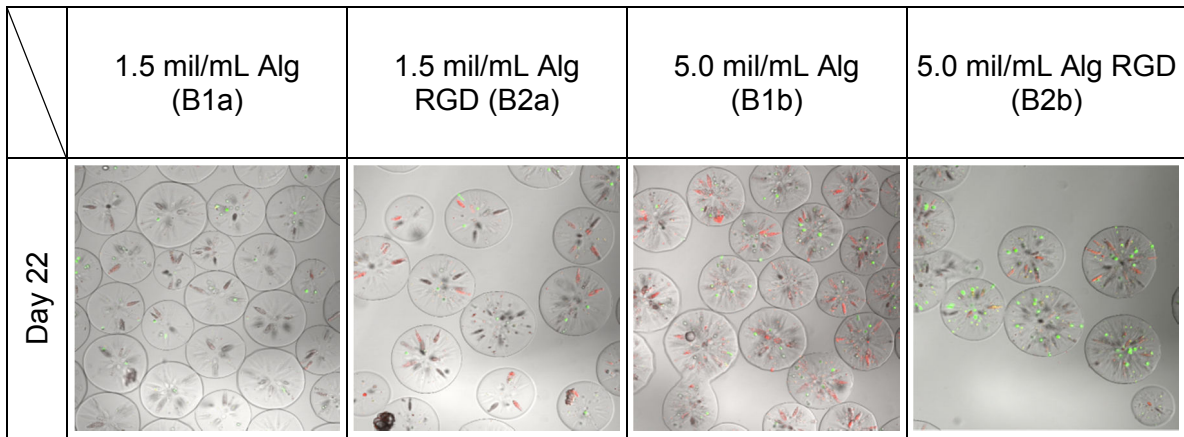 1.5 mil/mL Alg
(B1a)
1.5 mil/mL Alg
RGD (B2a)
5.0 mil/mL Alg
(B1b)
5.0 mil/mL Alg RGD
(B2b)
Day 22